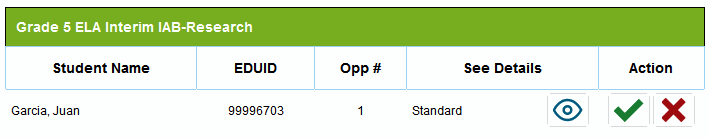 Grade 5 ELA Interim IAB-Research
Student Name EDUID Opp # See Details Action
Garcia, Juan 99996703 1 Standard